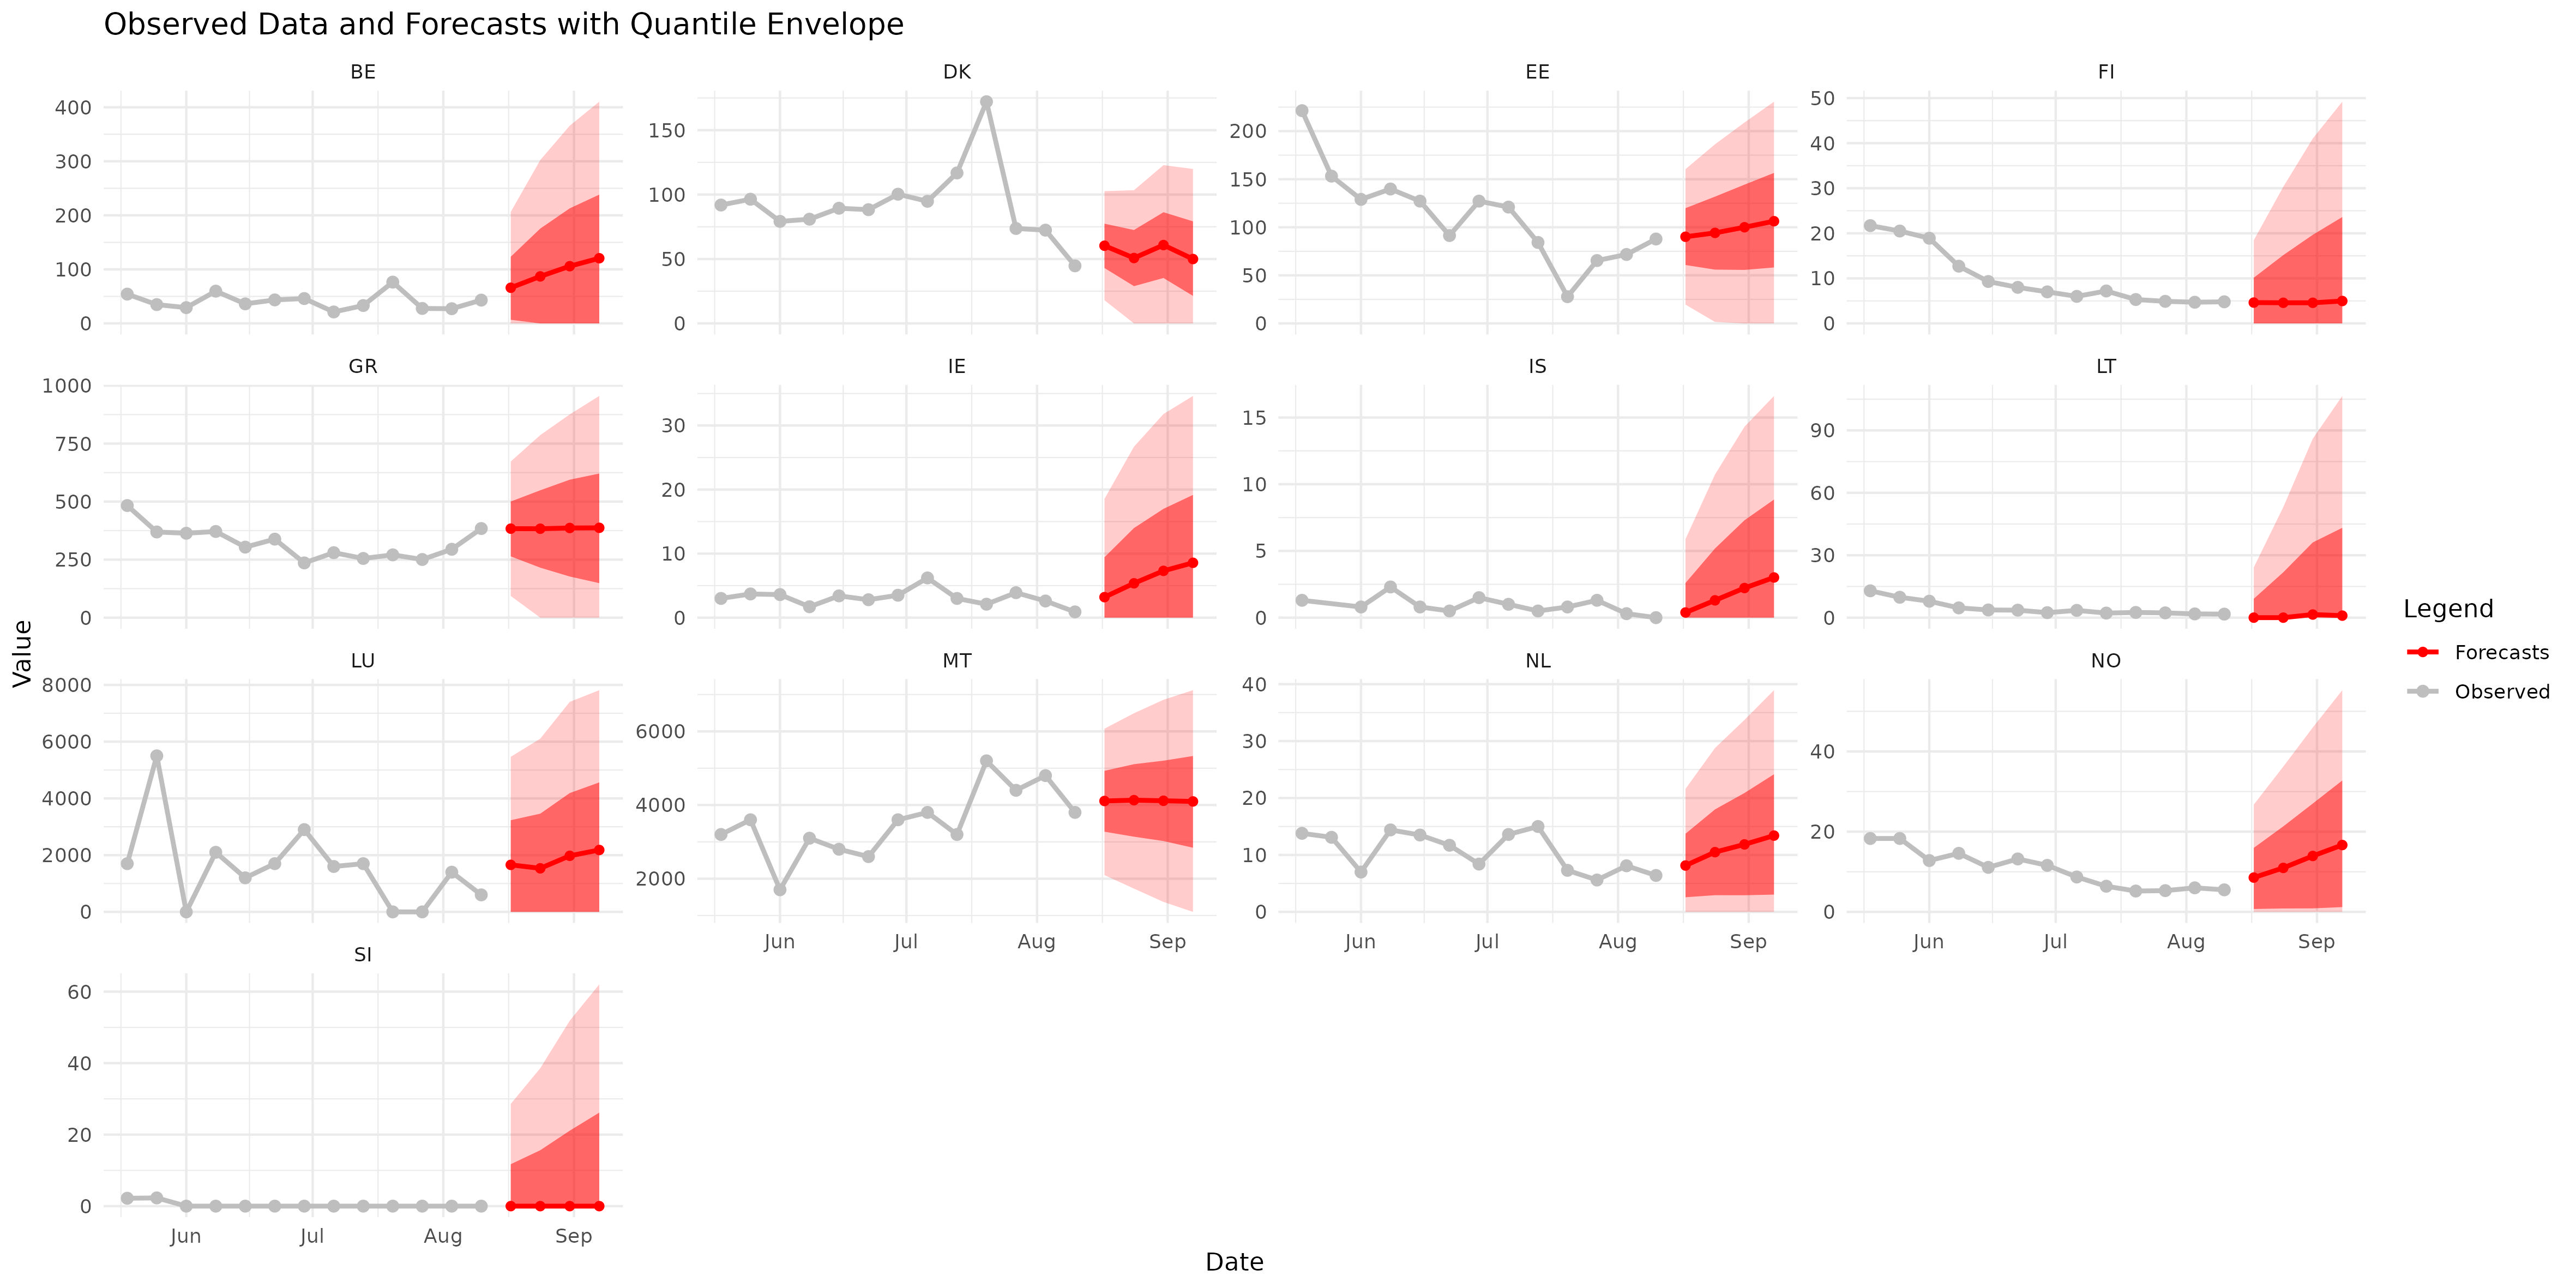 Observed Data and Forecasts with Quantile Envelope
BE DK EE FI
400 300 200 100 0
150 100 50 0
200 150 100 50 0
50 40 30 20 10 0
GR IE IS LT
1000 750 500 250 0
30 20 10 0
15 10 5 0
90 60 30 0
LU MT NL NO
8000 6000 4000 2000 0
6000 4000 2000
40 30 20 10 0
40 20 0
Jun Jul Aug Sep
Jun Jul Aug Sep
Jun Jul Aug Sep
SI
60 40 20 0
Jun Jul Aug Sep
Value
Date
Legend
Forecasts
Observed